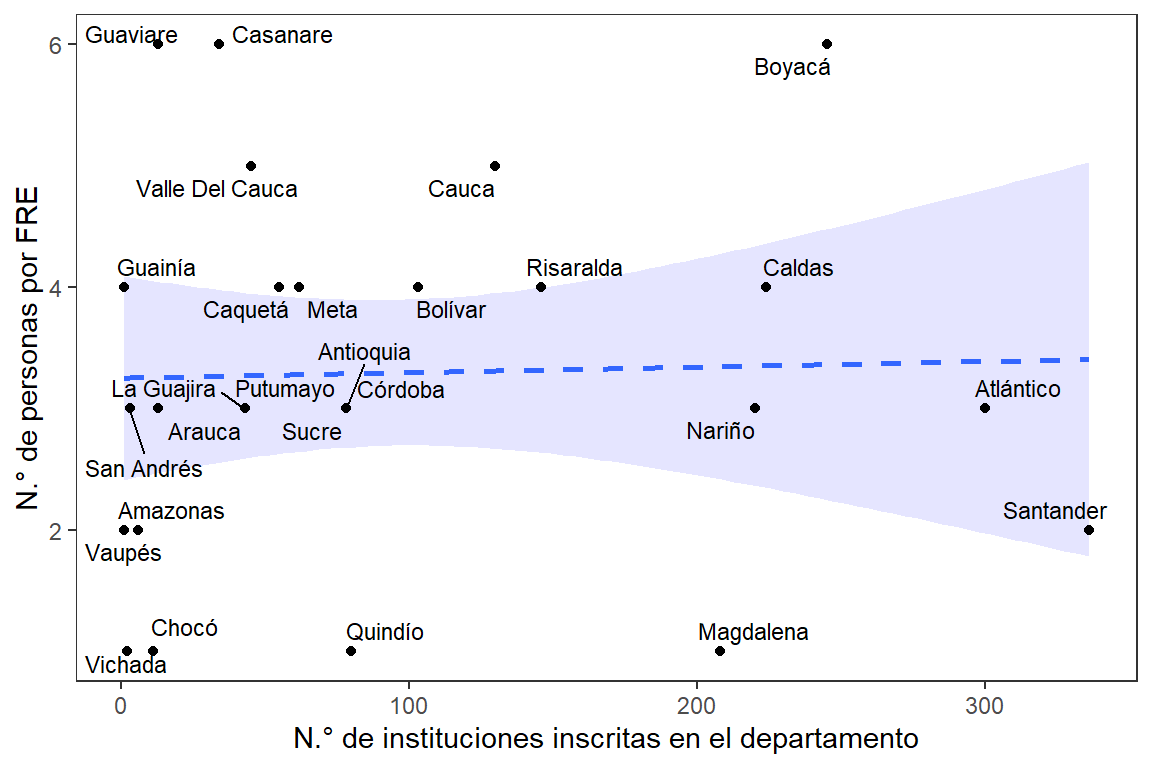 N.° de personas por FRE
6
4
2
Guaviare
Casanare
Boyacá
Valle Del Cauca
Cauca
Guainía
Risaralda
Caldas
Caquetá
Meta
Bolívar
Antioquia
La Guajira
Putumayo
Córdoba
Atlántico
Arauca
Sucre
Nariño
San Andrés
Amazonas
Santander
Vaupés
Chocó
Quindío
Magdalena
Vichada
0
100
200
300
N.° de instituciones inscritas en el departamento